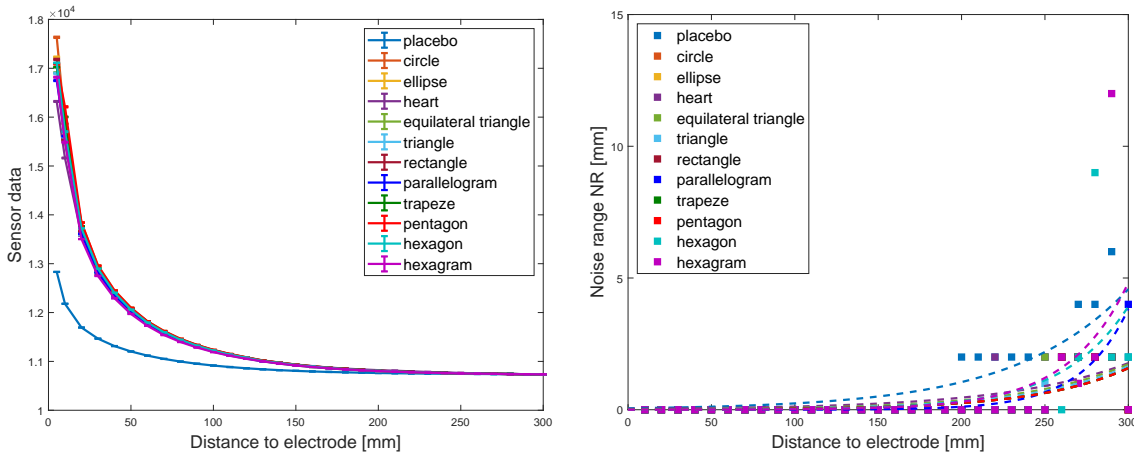 ×10⁴
1.8
1.7
1.6
1.5
1.4
1.3
1.2
1.1
1
Sensor data
0 50 100 150 200 250 300
Distance to electrode [mm]
placebo
circle
ellipse
heart
equilateral triangle
triangle
rectangle
parallelogram
trapeze
pentagon
hexagon
hexagram
15
10
5
0
Noise range NR [mm]
0 50 100 150 200 250 300
Distance to electrode [mm]
placebo
circle
ellipse
heart
equilateral triangle
triangle
rectangle
parallelogram
trapeze
pentagon
hexagon
hexagram